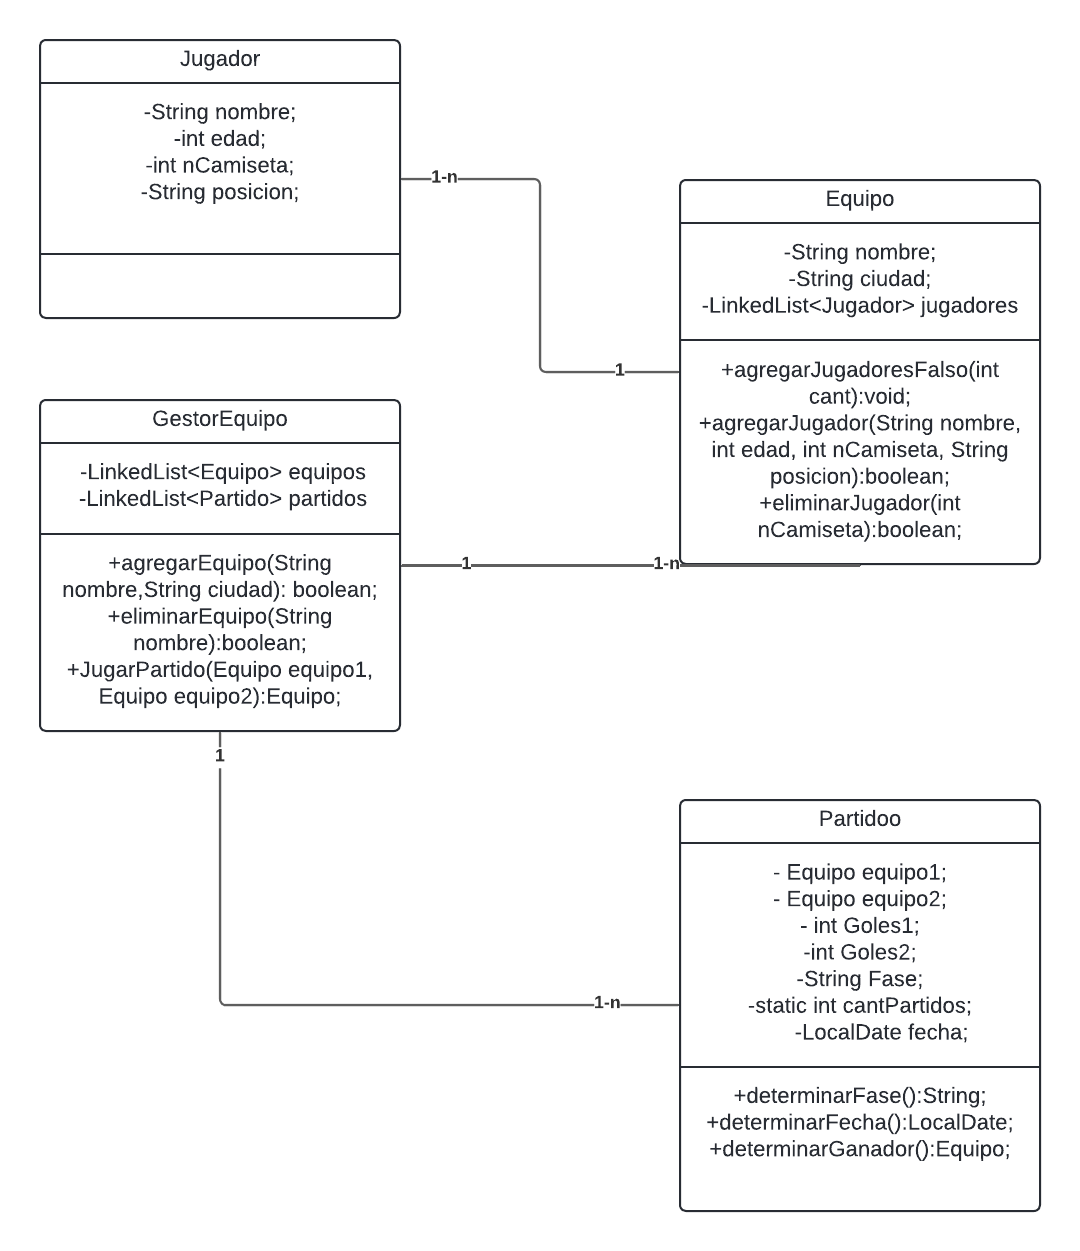 Jugador
-String nombre;
-int edad;
-int nCamiseta;
-String posicion;
1-n
Equipo
-String nombre;
-String ciudad;
-LinkedList<Jugador> jugadores
+agregarJugadoresFalso(int
cant):void;
+agregarJugador(String nombre,
int edad, int nCamiseta, String
posicion):boolean;
+eliminarJugador(int
nCamiseta):boolean;
1
GestorEquipo
-LinkedList<Equipo> equipos
-LinkedList<Partido> partidos
+agregarEquipo(String
nombre,String ciudad): boolean;
+eliminarEquipo(String
nombre):boolean;
+JugarPartido(Equipo equipo1,
Equipo equipo2):Equipo;
1
1-n
1
1-n
Partidoo
- Equipo equipo1;
- Equipo equipo2;
- int Goles1;
-int Goles2;
-String Fase;
-static int cantPartidos;
-LocalDate fecha;
+determinarFase():String;
+determinarFecha():LocalDate;
+determinarGanador():Equipo;